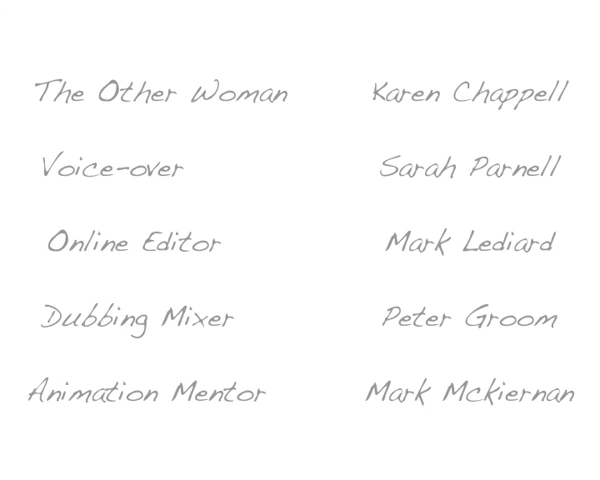 The Other Woman Karen Chappell
Voice-over Sarah Parnell
Online Editor Mark Lediard
Dubbing Mixer Peter Groom
Animation Mentor Mark Mckiernan